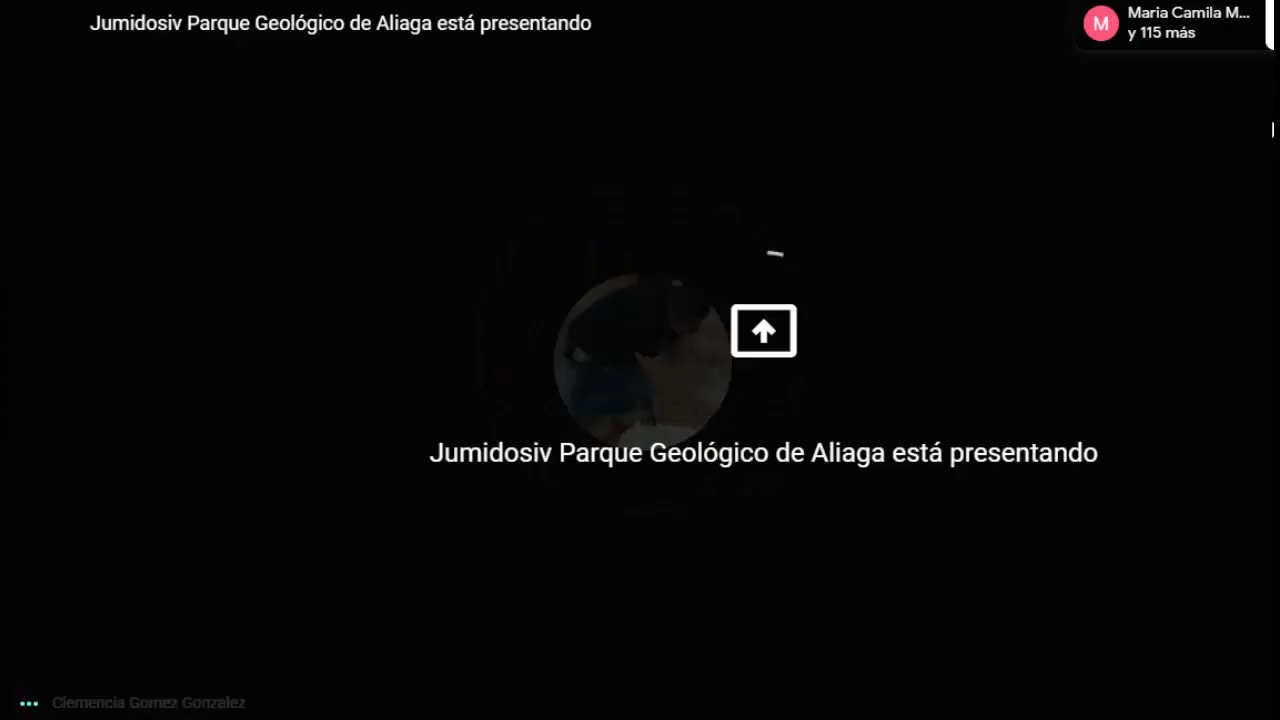 Jumidosiv Parque Geológico de Aliaga está presentando
M
Maria Camila M...
y 115 más
Jumidosiv Parque Geológico de Aliaga está presentando
Clemencia Gomez Gonzalez